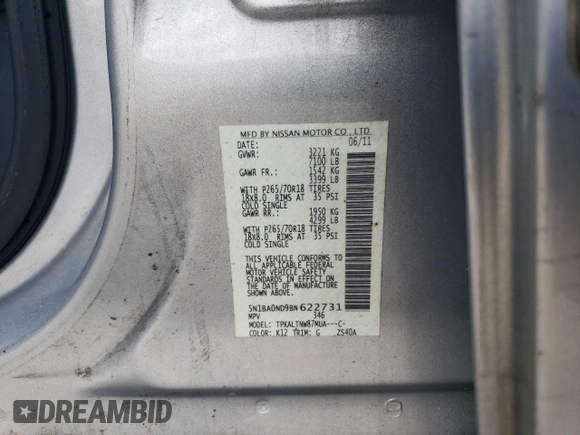 MFD BY NISSAN MOTOR CO., LTD.
DATE: 06/11
GVWR: 3221 KG
7100 LB
GAWR FR.: 1542 KG
3399 LB
WITH P265/70R18 TIRES
18x8.0 RIMS AT 35 PSI
COLD SINGLE
GAWR RR.: 1950 KG
4299 LB
WITH P265/70R18 TIRES
18x8.0 RIMS AT 35 PSI
COLD SINGLE
THIS VEHICLE CONFORMS TO
ALL APPLICABLE FEDERAL
MOTOR VEHICLE SAFETY
STANDARDS IN EFFECT ON
THE DATE OF MANUFACTURE
SHOWN ABOVE.
5N1BA0ND9BN622731
MPV 346
MODEL: TPKALTNW87MUA---C-
COLOR: K12 TRIM: G ZS40A
DREAMBID